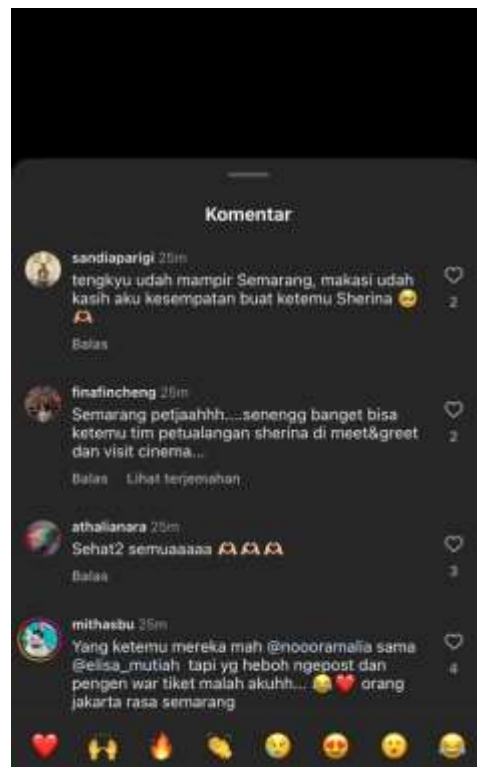 Komentar
sandiaparigi 25m
tengkyu udah mampir Semarang, makasi udah
kasih aku kesempatan buat ketemu Sherina 🥹
🫶🏻
2
Balas
finafincheng 25m
Semarang petjaahhh....senengg banget bisa
ketemu tim petualangan sherina di meet&greet
dan visit cinema...
2
Balas Lihat terjemahan
athalianara 25m
Sehat2 semuaaaaa 🫶🏻🫶🏻🫶🏻
3
Balas
mithasbu 25m
Yang ketemu mereka mah @noooramalia sama
@elisa_mutiah tapi yg heboh ngepost dan
pengen war tiket malah akuhh... 😂❤️ orang
jakarta rasa semarang
4